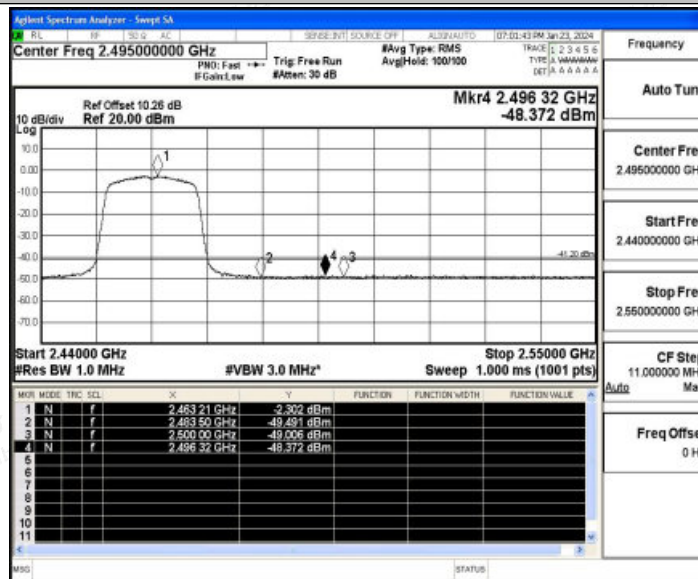 Agilent Spectrum Analyzer - Swept SA
RL RF 50 Ω AC SENSE:INT SOURCE OFF ALIGNAUTO 07:01:43 PM Jan 23, 2024
Center Freq 2.495000000 GHz
PNO: Fast
IFGain:Low
Trig: Free Run
#Atten: 30 dB
#Avg Type: RMS
Avg|Hold: 100/100
TRACE 1 2 3 4 5 6
TYPE A WWWWW
DET A A A A A A
Ref Offset 10.26 dB
10 dB/div Ref 20.00 dBm
Log
Mkr4 2.496 32 GHz
-48.372 dBm
10.0
0.00
-10.0
-20.0
-30.0
-40.0
-50.0
-60.0
-70.0
1
2
4
3
-41.20 dBm
Start 2.44000 GHz Stop 2.55000 GHz
#Res BW 1.0 MHz #VBW 3.0 MHz* Sweep 1.000 ms (1001 pts)
MKR MODE TRC SCL X Y FUNCTION FUNCTION WIDTH FUNCTION VALUE
1 N f 2.463 21 GHz -2.302 dBm
2 N f 2.483 50 GHz -49.491 dBm
3 N f 2.500 00 GHz -49.006 dBm
4 N f 2.496 32 GHz -48.372 dBm
5
6
7
8
9
10
11
MSG STATUS
Frequency
Auto Tun
Center Fre
2.495000000 GH
Start Fre
2.440000000 GH
Stop Fre
2.550000000 GH
CF Ste
11.000000 MH
Auto Ma
Freq Offse
0 H